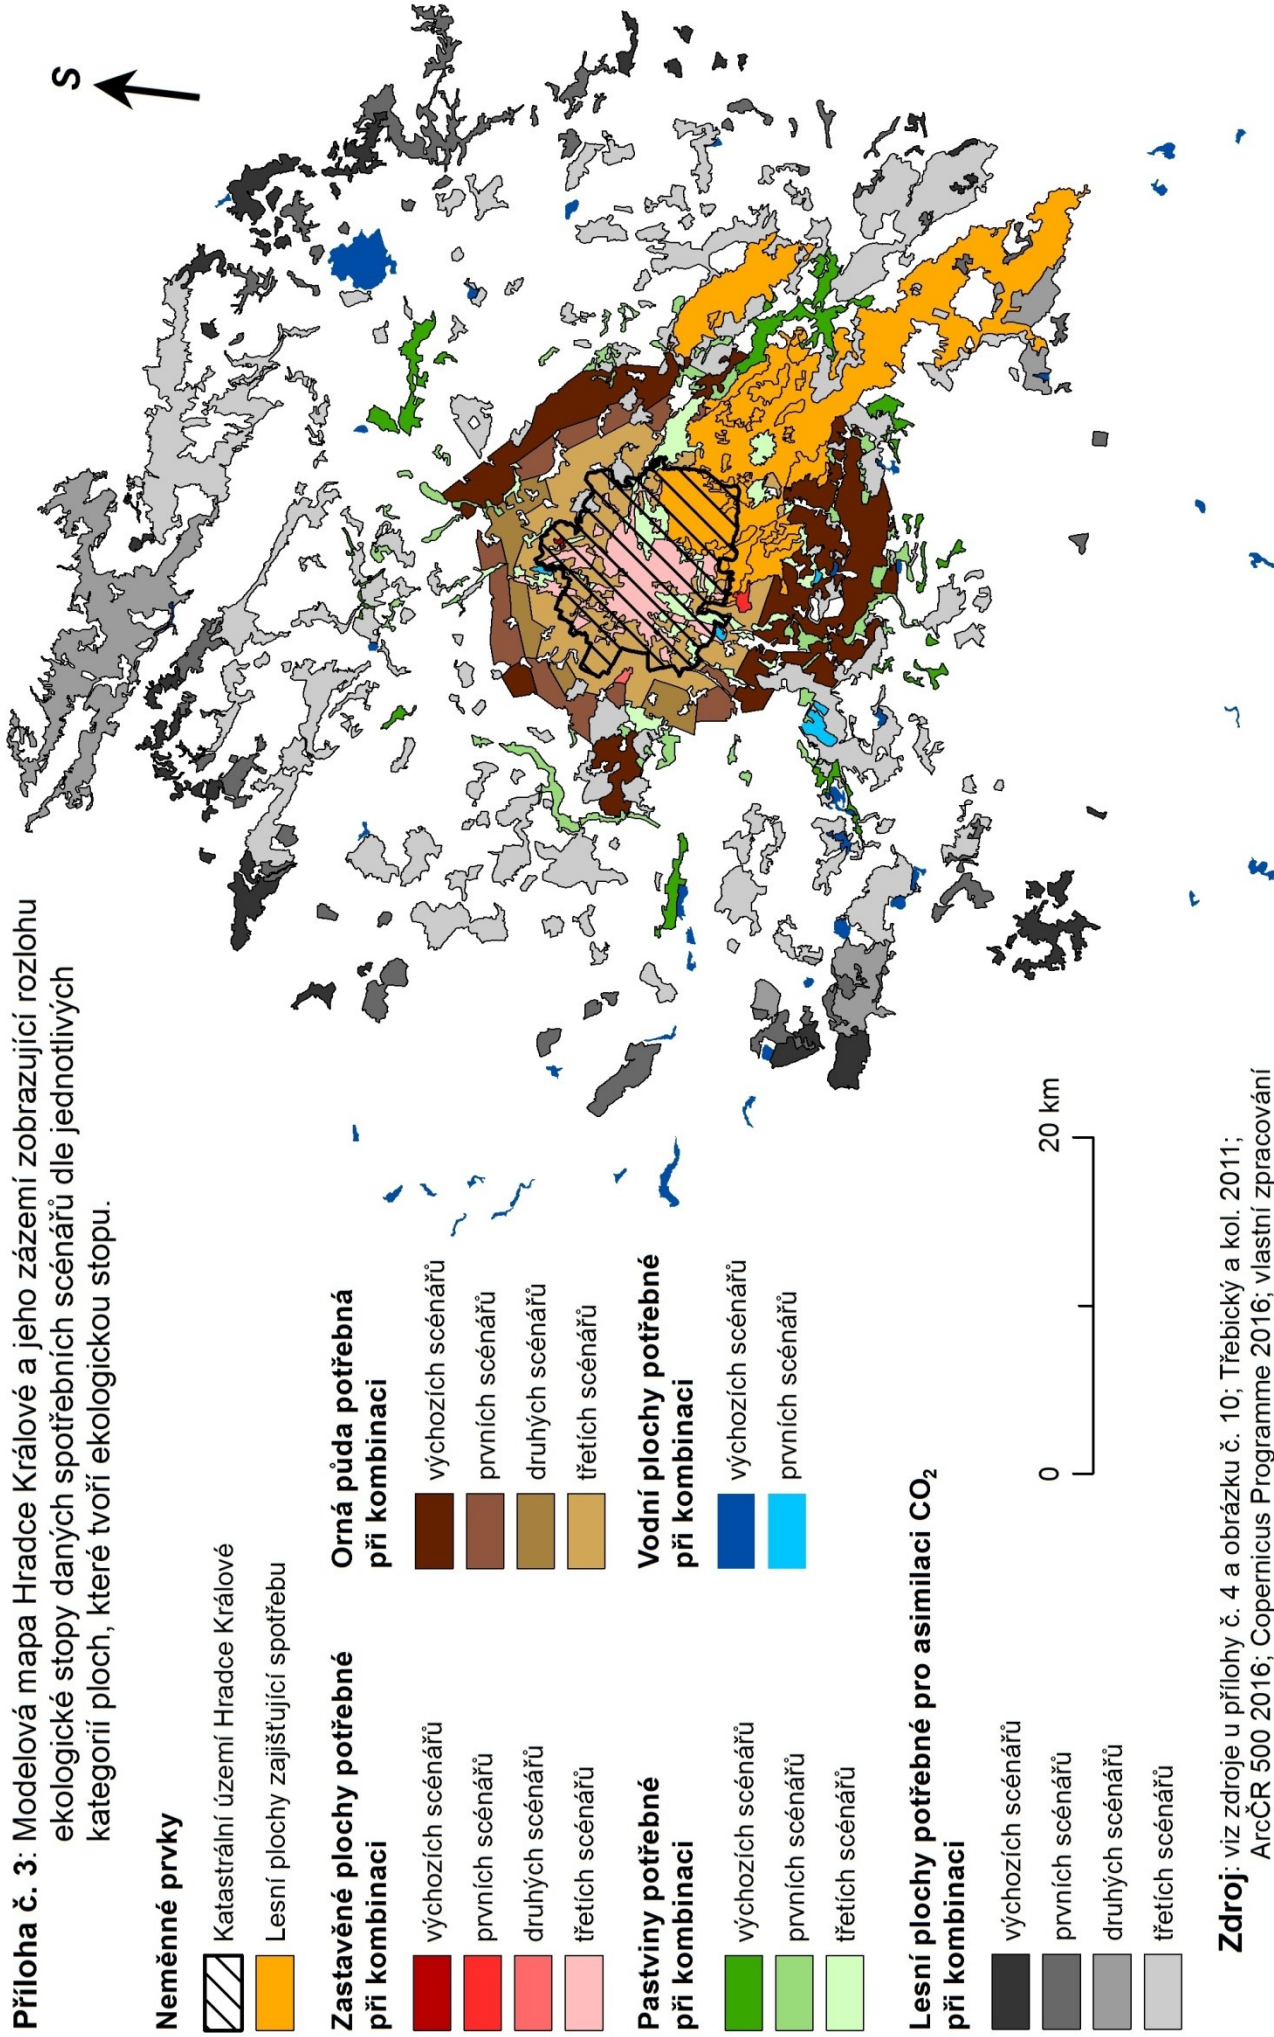 Příloha č. 3: Modelová mapa Hradce Králové a jeho zázemí zobrazující rozlohu
ekologické stopy daných spotřebních scénářů dle jednotlivých
kategorií ploch, které tvoří ekologickou stopu.
S
Neměnné prvky
Katastrální území Hradce Králové
Lesní plochy zajišťující spotřebu
Zastavěné plochy potřebné
při kombinaci
výchozích scénářů
prvních scénářů
druhých scénářů
třetích scénářů
Orná půda potřebná
při kombinaci
výchozích scénářů
prvních scénářů
druhých scénářů
třetích scénářů
Pastviny potřebné
při kombinaci
výchozích scénářů
prvních scénářů
třetích scénářů
Vodní plochy potřebné
při kombinaci
výchozích scénářů
prvních scénářů
Lesní plochy potřebné pro asimilaci CO₂
při kombinaci
výchozích scénářů
prvních scénářů
druhých scénářů
třetích scénářů
0 20 km
Zdroj: viz zdroje u přílohy č. 4 a obrázku č. 10; Třebický a kol. 2011;
ArcČR 500 2016; Copernicus Programme 2016; vlastní zpracování